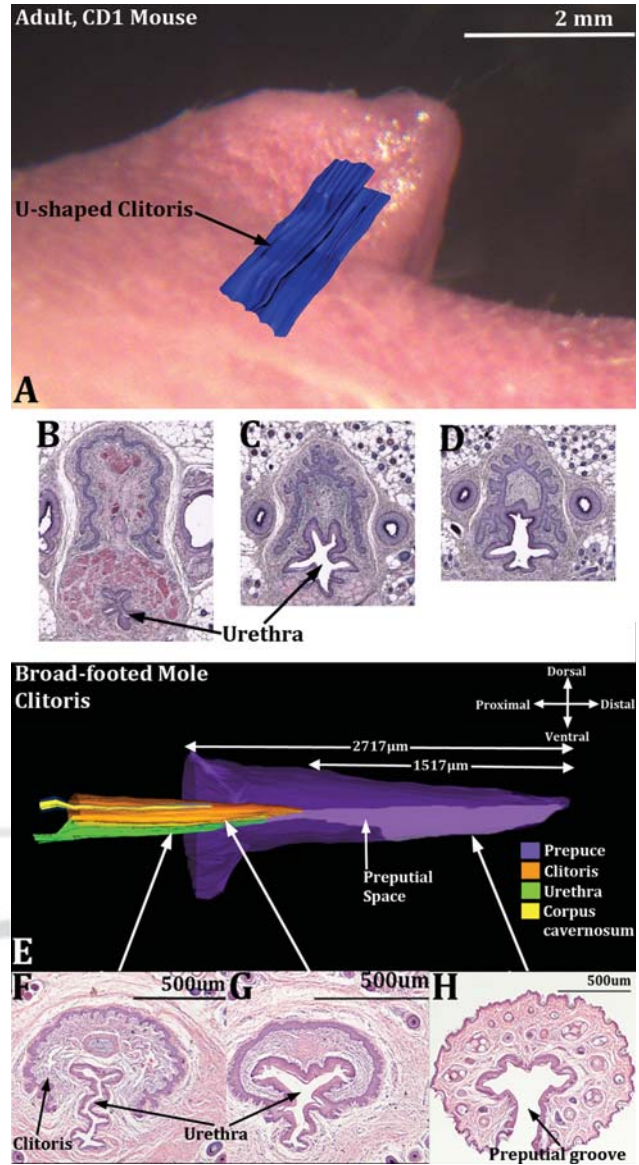 Adult, CD1 Mouse
2 mm
U-shaped Clitoris
A
B
C
D
Urethra
Broad-footed Mole
Clitoris
Dorsal
Proximal
Distal
Ventral
2717µm
1517µm
Preputial
Space
Prepuce
Clitoris
Urethra
Corpus
cavernosum
E
F
500um
G
500um
H
500um
Clitoris
Urethra
Preputial groove